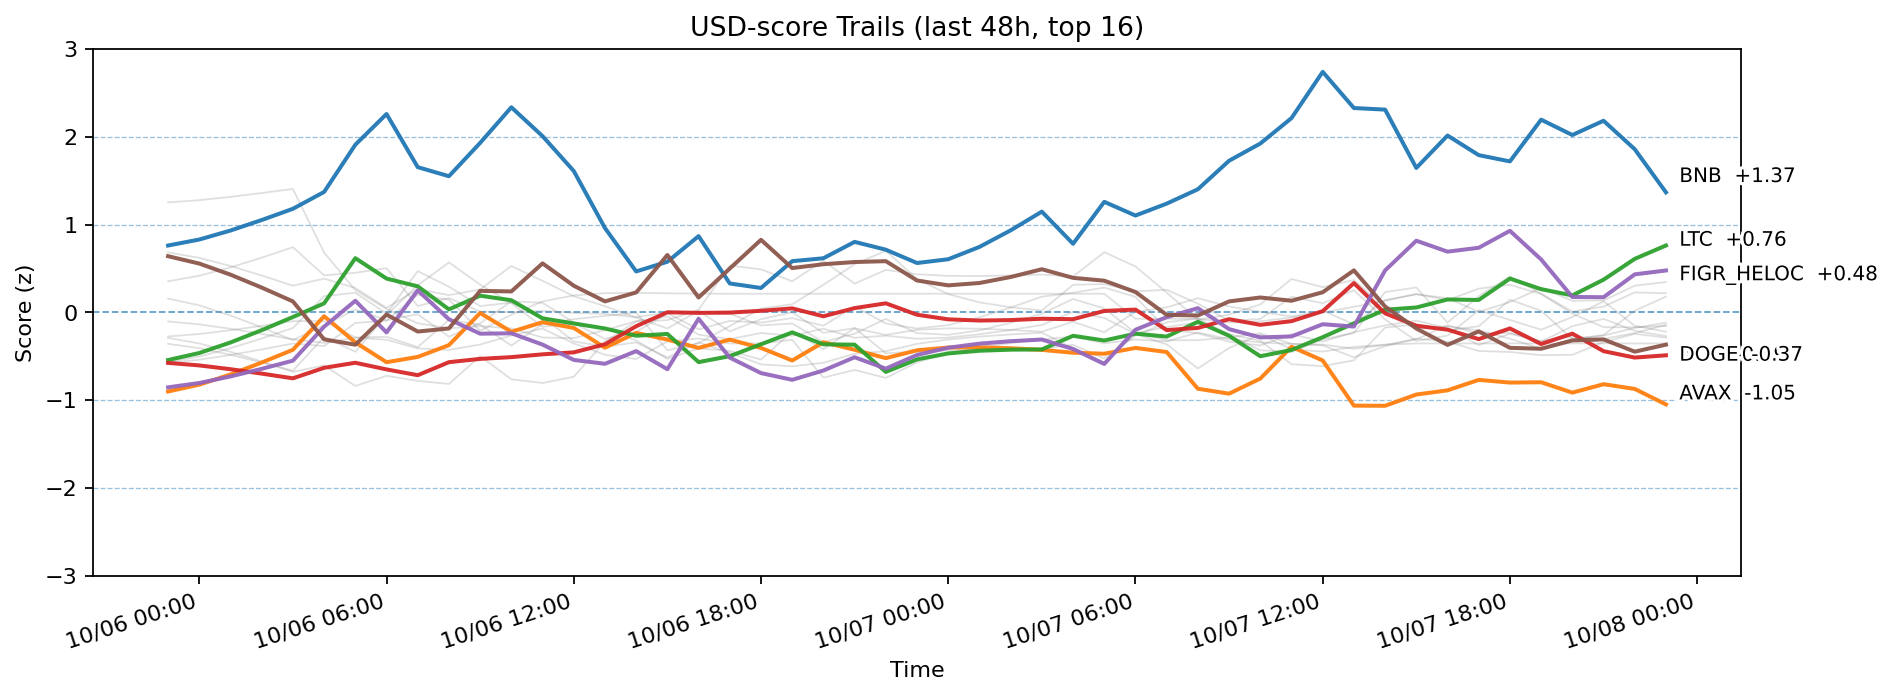 USD-score Trails (last 48h, top 16)
3
2
1
0
−1
−2
−3
Score (z)
BNB +1.37
LTC +0.76
FIGR_HELOC +0.48
DOGE -0.37
AVAX -1.05
10/06 00:00
10/06 06:00
10/06 12:00
10/06 18:00
10/07 00:00
10/07 06:00
10/07 12:00
10/07 18:00
10/08 00:00
Time